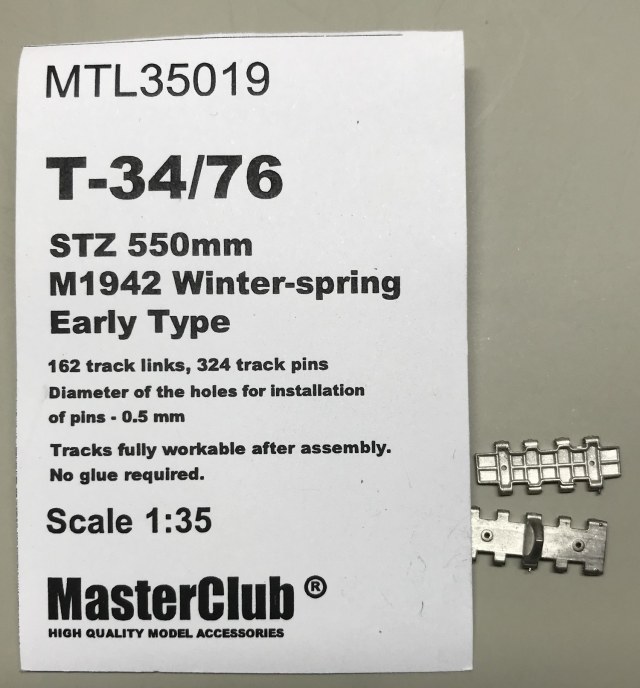 MTL35019
T-34/76
STZ 550mm
M1942 Winter-spring
Early Type
162 track links, 324 track pins
Diameter of the holes for installation
of pins - 0.5 mm
Tracks fully workable after assembly.
No glue required.
Scale 1:35
MasterClub ®
HIGH QUALITY MODEL ACCESSORIES